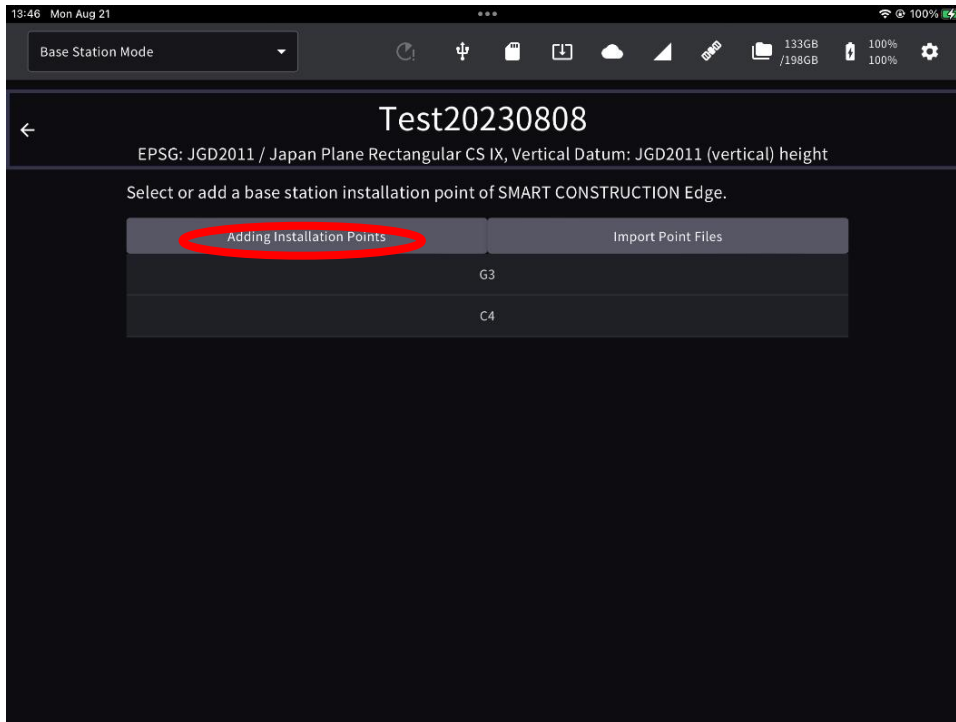 13:46 Mon Aug 21
100%
Base Station Mode
133GB
/198GB
100%
100%
Test20230808
EPSG: JGD2011 / Japan Plane Rectangular CS IX, Vertical Datum: JGD2011 (vertical) height
Select or add a base station installation point of SMART CONSTRUCTION Edge.
Adding Installation Points
Import Point Files
G3
C4